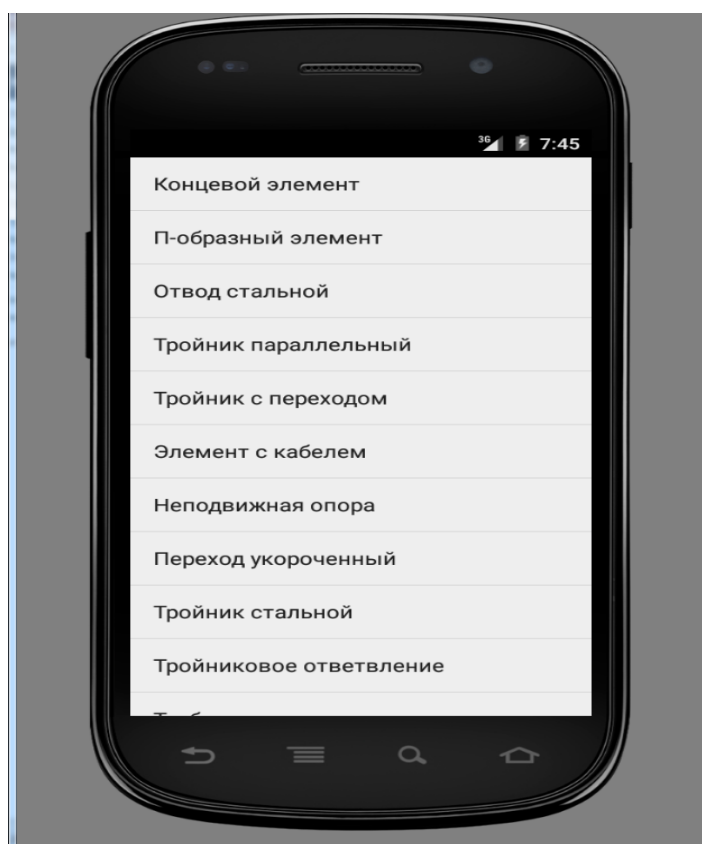 3G 7:45
Концевой элемент
П-образный элемент
Отвод стальной
Тройник параллельный
Тройник с переходом
Элемент с кабелем
Неподвижная опора
Переход укороченный
Тройник стальной
Тройниковое ответвление